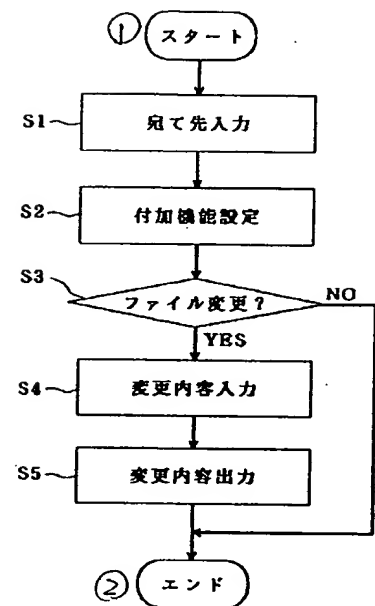 ① スタート
S1 宛て先入力
S2 付加機能設定
S3 ファイル変更?
NO
YES
S4 変更内容入力
S5 変更内容出力
② エンド